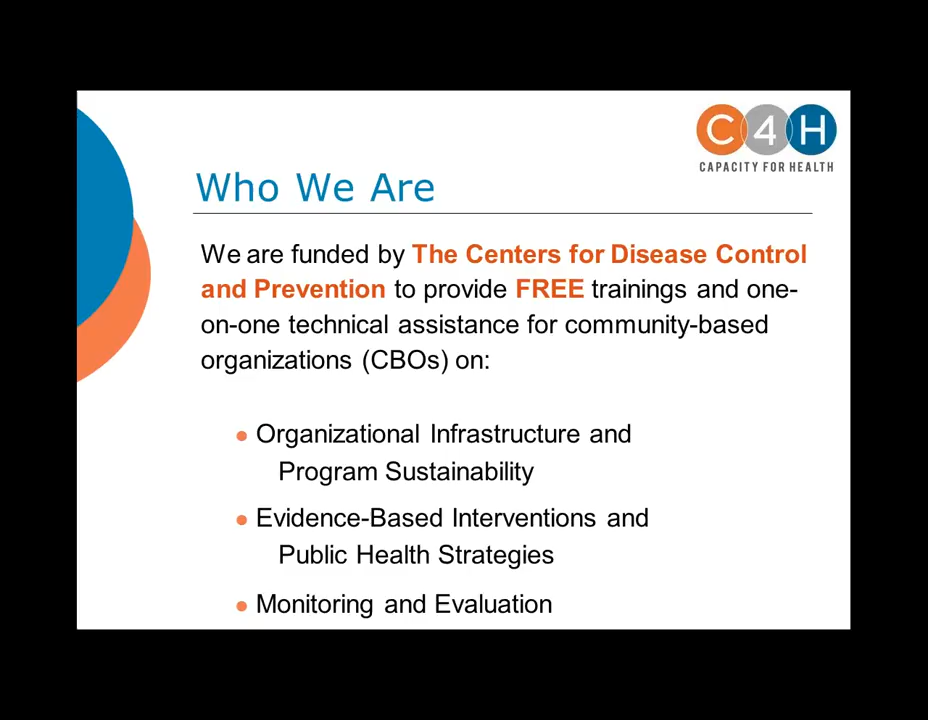 C4H
CAPACITY FOR HEALTH
Who We Are
We are funded by The Centers for Disease Control
and Prevention to provide FREE trainings and one-
on-one technical assistance for community-based
organizations (CBOs) on:
● Organizational Infrastructure and
Program Sustainability
● Evidence-Based Interventions and
Public Health Strategies
● Monitoring and Evaluation